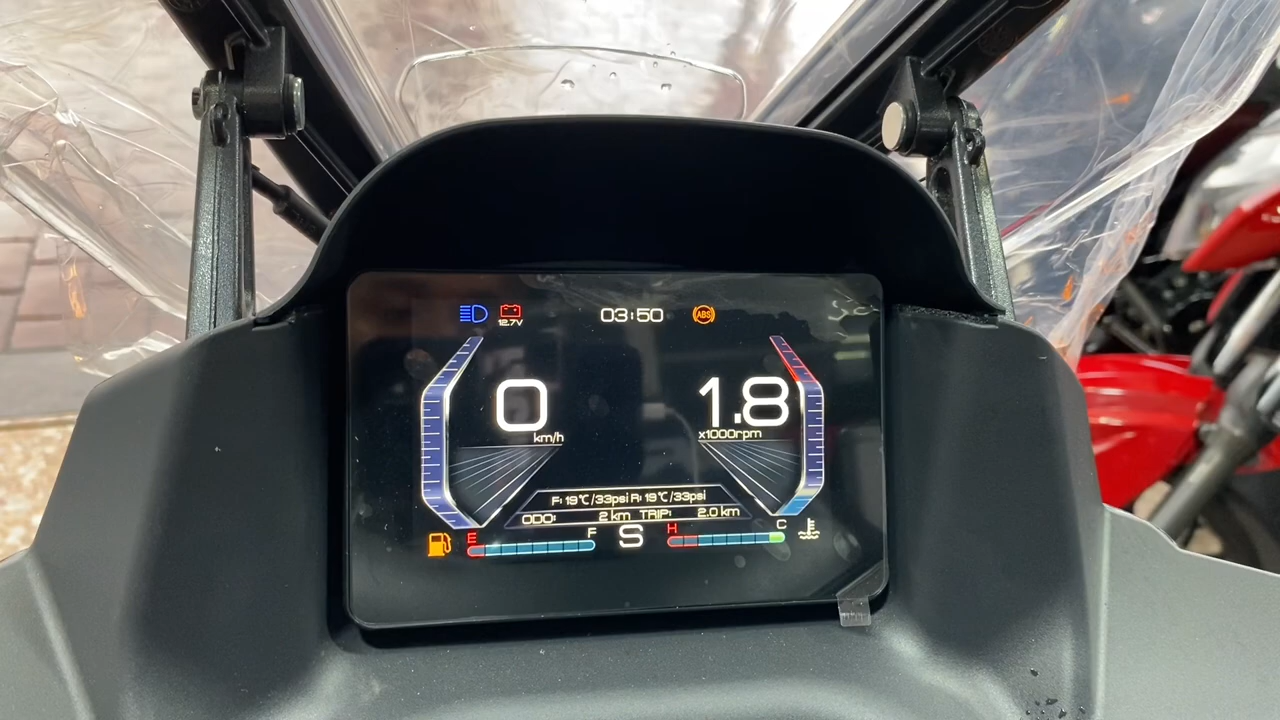 12.7V
03:50
ABS
0
km/h
1.8
x1000rpm
F: 19℃/33psi R: 19℃/33psi
ODO: 2 km TRIP: 2.0 km
E F S H C